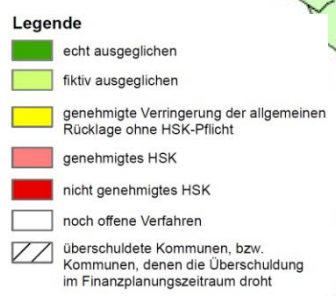 Legende
echt ausgeglichen
fiktiv ausgeglichen
genehmigte Verringerung der allgemeinen
Rücklage ohne HSK-Pflicht
genehmigtes HSK
nicht genehmigtes HSK
noch offene Verfahren
überschuldete Kommunen, bzw.
Kommunen, denen die Überschuldung
im Finanzplanungszeitraum droht